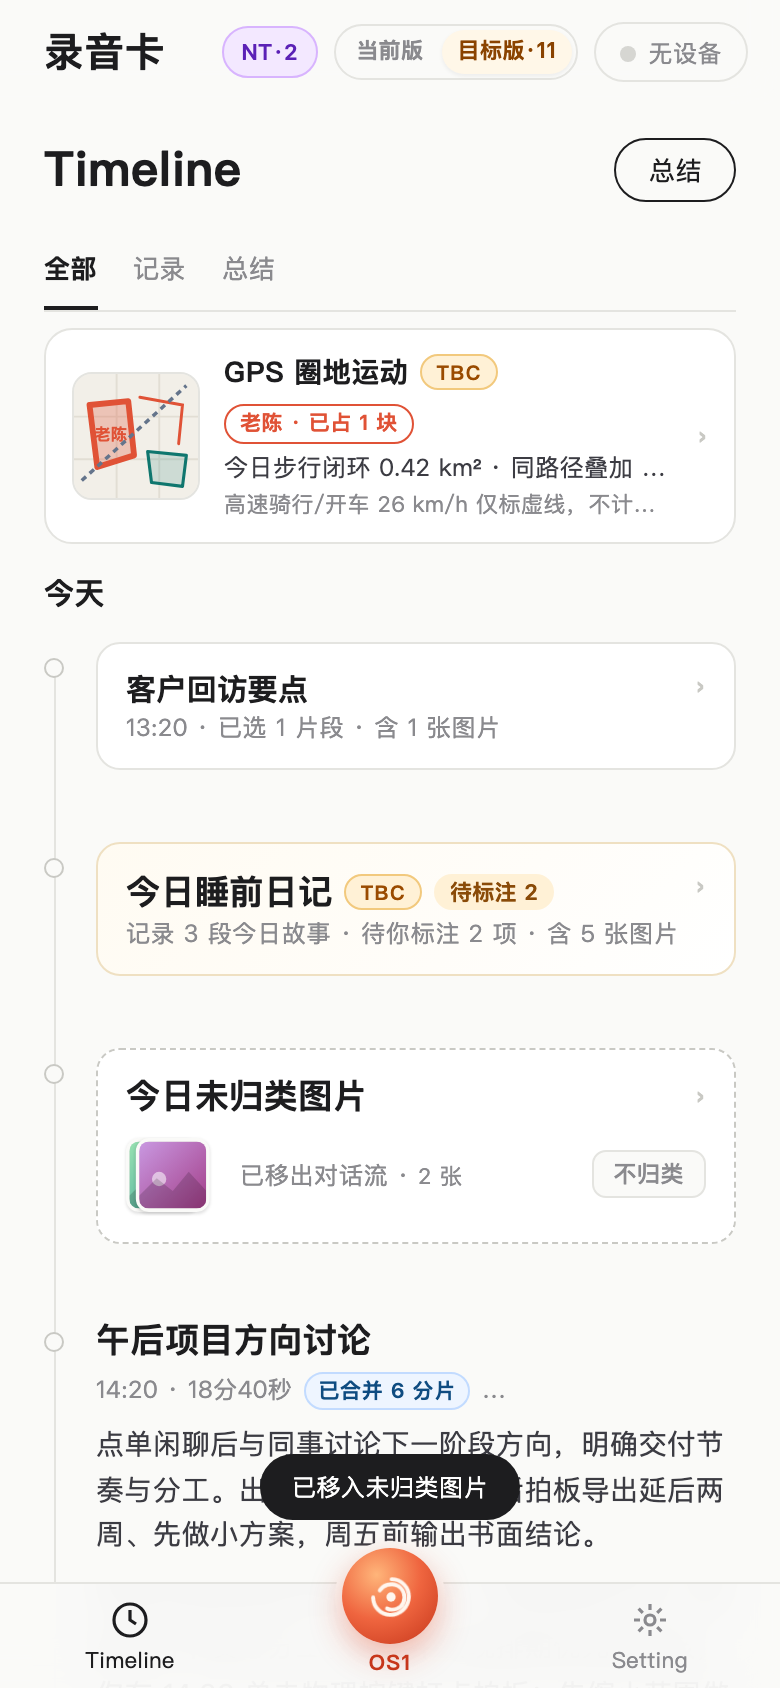 录音卡
NT·2
当前版
目标版·11
无设备
Timeline
总结
全部
记录
总结
GPS 圈地运动
TBC
老陈 · 已占 1 块
老陈
今日步行闭环 0.42 km² · 同路径叠加 ...
高速骑行/开车 26 km/h 仅标虚线，不计...
今天
客户回访要点
13:20 · 已选 1 片段 · 含 1 张图片
今日睡前日记
TBC
待标注 2
记录 3 段今日故事 · 待你标注 2 项 · 含 5 张图片
今日未归类图片
已移出对话流 · 2 张
不归类
午后项目方向讨论
14:20 · 18分40秒
已合并 6 分片
...
点单闲聊后与同事讨论下一阶段方向，明确交付节
奏与分工。出
拍板导出延后两
已移入未归类图片
周、先做小方案，周五前输出书面结论。
Timeline
OS1
Setting